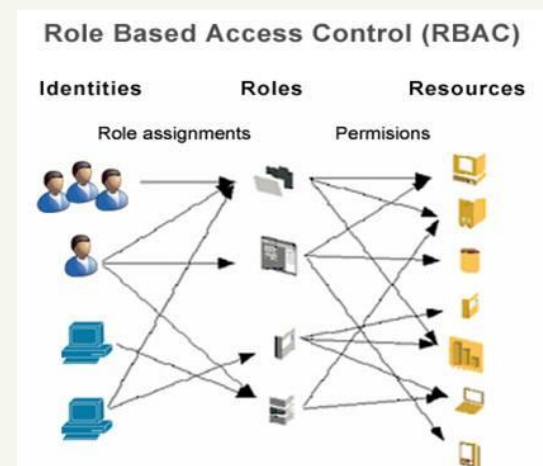 Role Based Access Control (RBAC)
Identities Roles Resources
Role assignments Permisions